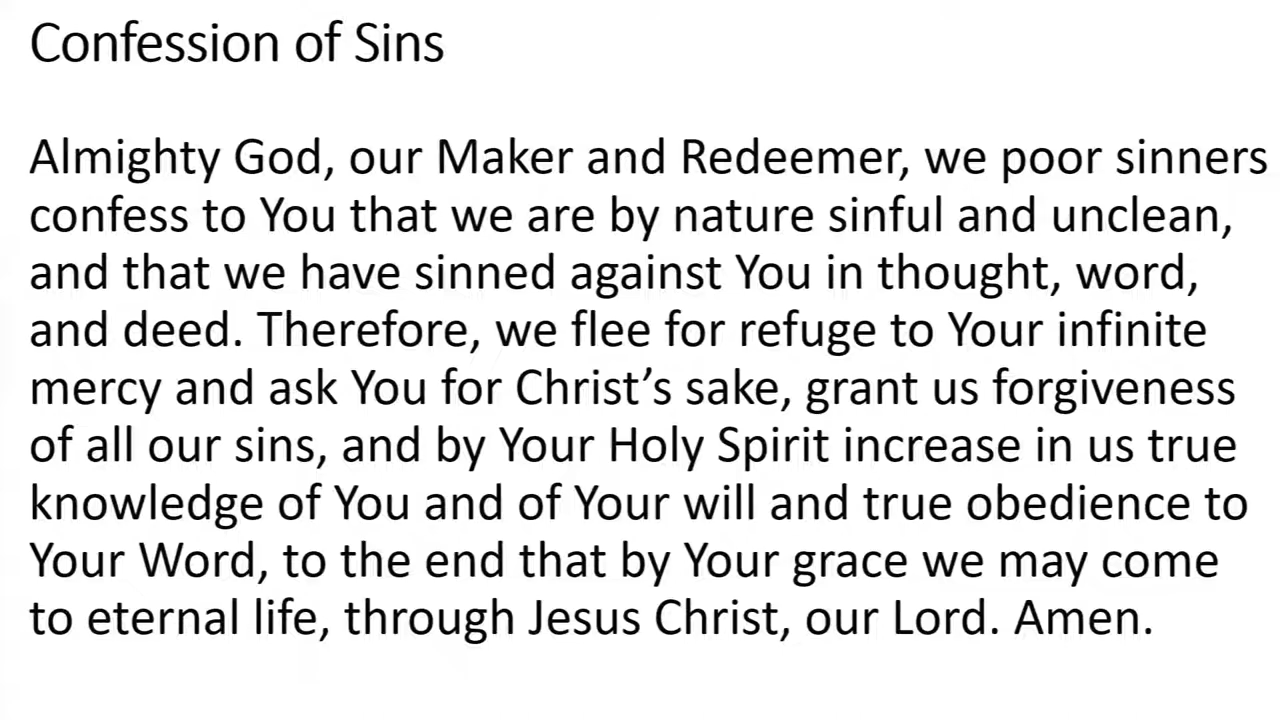 Confession of Sins
Almighty God, our Maker and Redeemer, we poor sinners
confess to You that we are by nature sinful and unclean,
and that we have sinned against You in thought, word,
and deed. Therefore, we flee for refuge to Your infinite
mercy and ask You for Christ’s sake, grant us forgiveness
of all our sins, and by Your Holy Spirit increase in us true
knowledge of You and of Your will and true obedience to
Your Word, to the end that by Your grace we may come
to eternal life, through Jesus Christ, our Lord. Amen.